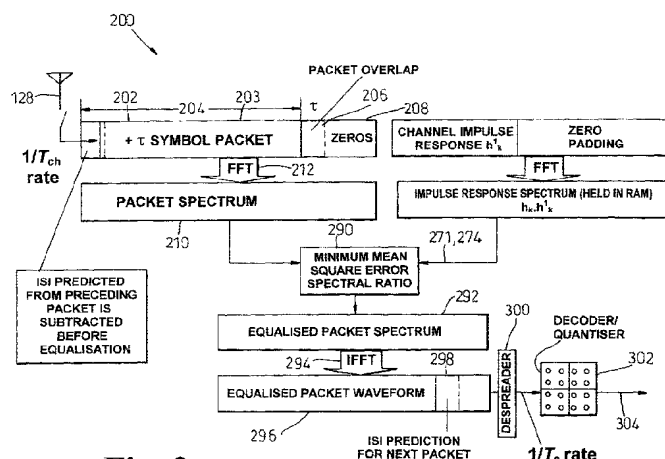 200
PACKET OVERLAP
128
202
203
204
τ
206
208
1/Tch
rate
+ τ SYMBOL PACKET
ZEROS
CHANNEL IMPULSE
RESPONSE h¹k
ZERO
PADDING
FFT
212
FFT
PACKET SPECTRUM
IMPULSE RESPONSE SPECTRUM (HELD IN RAM)
hk.h¹k
210
290
271,274
MINIMUM MEAN
SQUARE ERROR
SPECTRAL RATIO
ISI PREDICTED
FROM PRECEDING
PACKET IS
SUBTRACTED
BEFORE
EQUALISATION
292
300
DECODER/
QUANTISER
EQUALISED PACKET SPECTRUM
294
IFFT
298
302
EQUALISED PACKET WAVEFORM
DESPREADER
304
296
ISI PREDICTION
FOR NEXT PACKET
rate